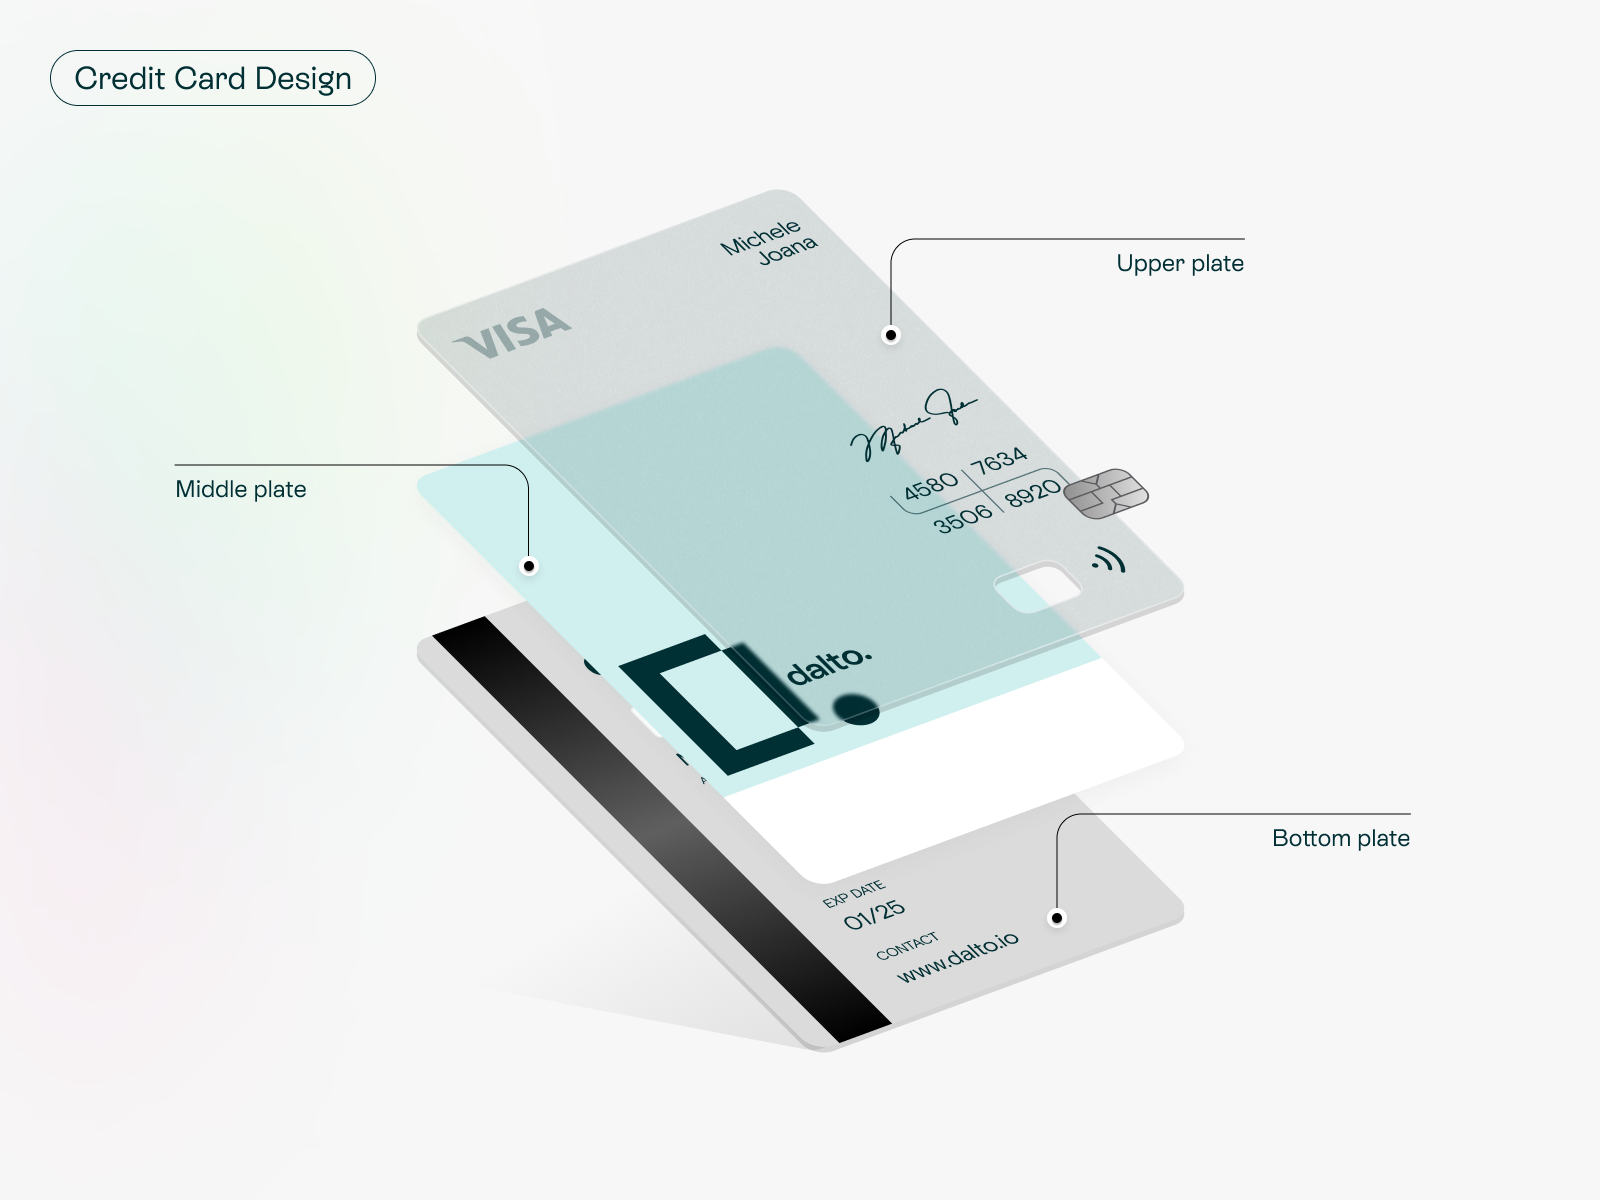 Credit Card Design
Michele
Joana
Upper plate
VISA
4580 7634
3506 8920
Middle plate
dalto.
Bottom plate
EXP DATE
01/25
CONTACT
www.dalto.io